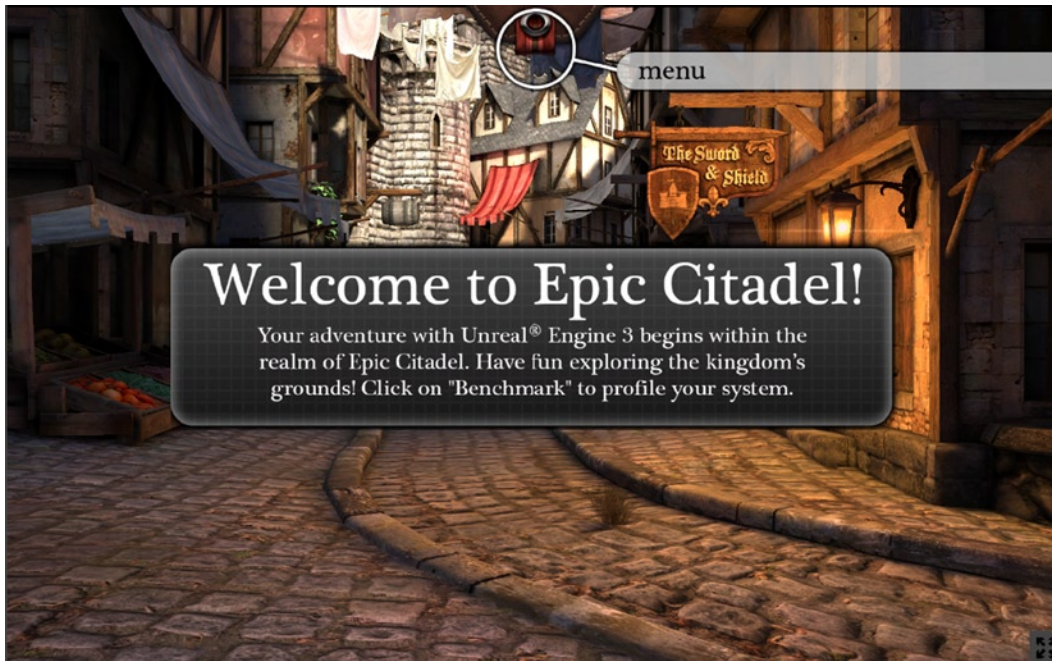 menu
The Sword
& Shield
Welcome to Epic Citadel!
Your adventure with Unreal® Engine 3 begins within the
realm of Epic Citadel. Have fun exploring the kingdom's
grounds! Click on "Benchmark" to profile your system.